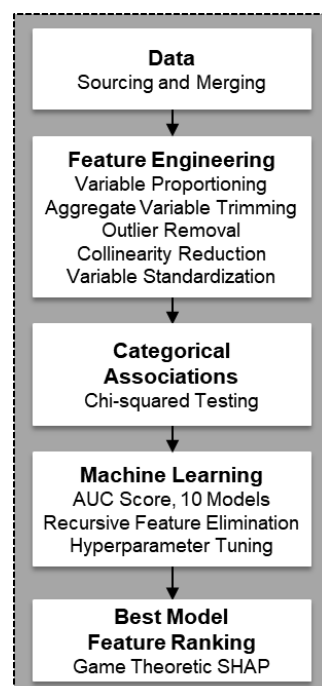 Data
Sourcing and Merging
Feature Engineering
Variable Proportioning
Aggregate Variable Trimming
Outlier Removal
Collinearity Reduction
Variable Standardization
Categorical
Associations
Chi-squared Testing
Machine Learning
AUC Score, 10 Models
Recursive Feature Elimination
Hyperparameter Tuning
Best Model
Feature Ranking
Game Theoretic SHAP